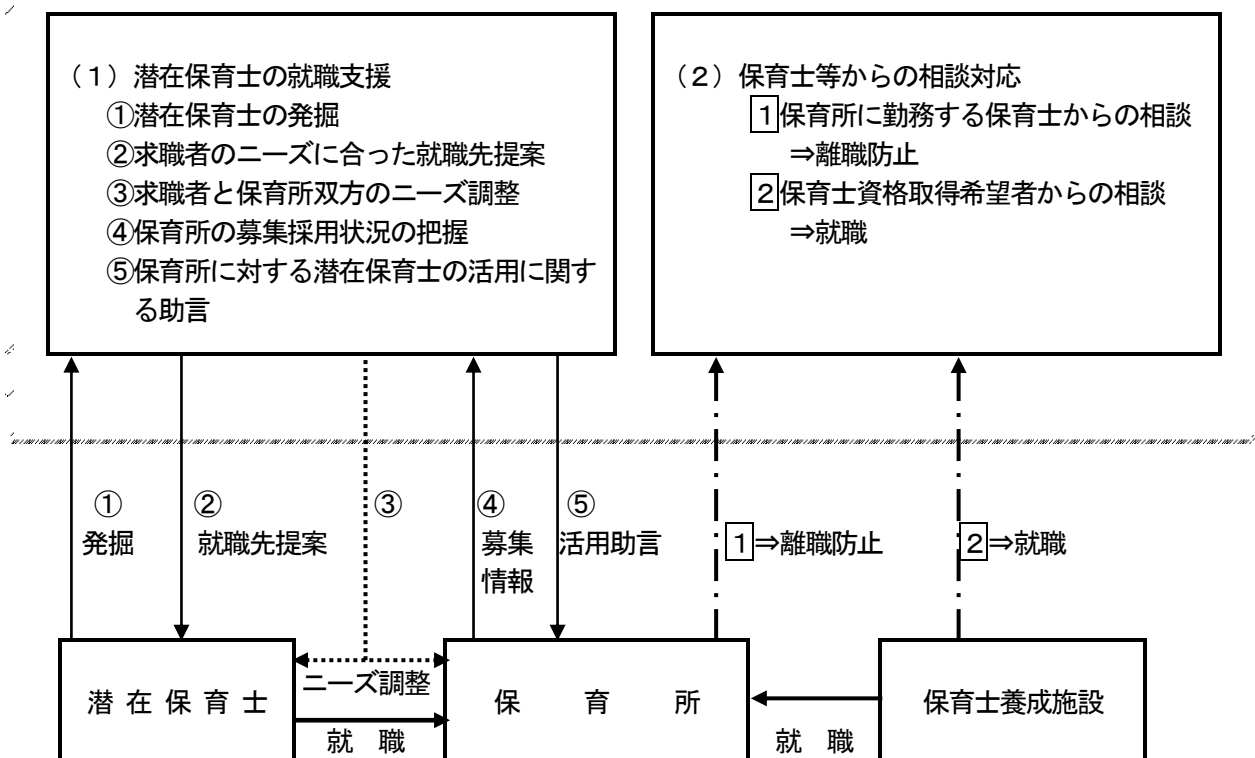 （１）潜在保育士の就職支援
①潜在保育士の発掘
②求職者のニーズに合った就職先提案
③求職者と保育所双方のニーズ調整
④保育所の募集採用状況の把握
⑤保育所に対する潜在保育士の活用に関す
る助言
（２）保育士等からの相談対応
1保育所に勤務する保育士からの相談
⇒離職防止
2保育士資格取得希望者からの相談
⇒就職
①
発掘
②
就職先提案
③
④
募集
情報
⑤
活用助言
1⇒離職防止
2⇒就職
潜在保育士
ニーズ調整
就職
保育所
就職
保育士養成施設